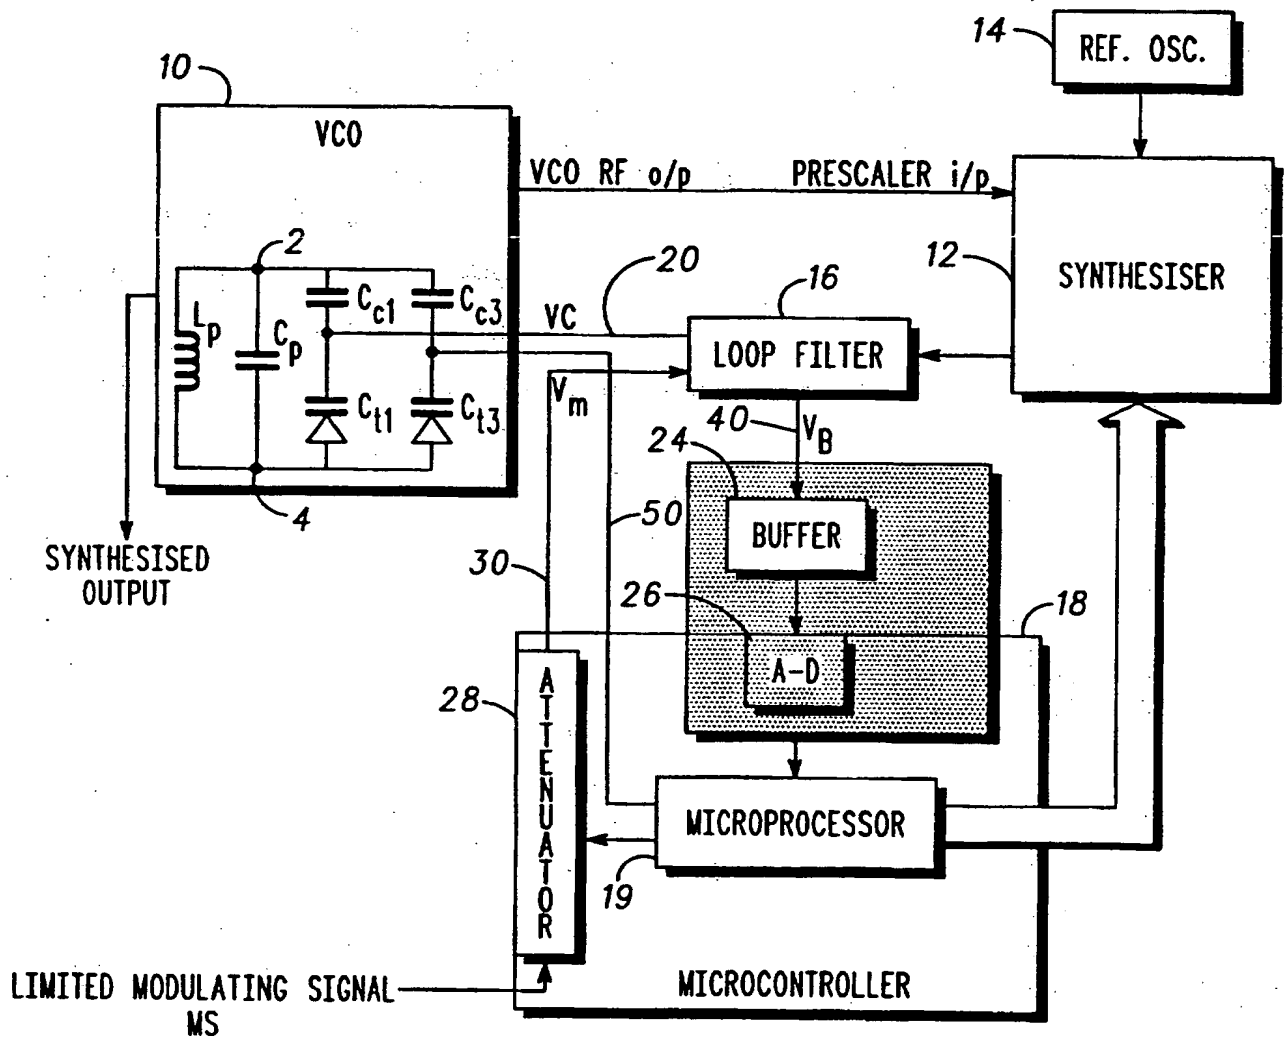 14
REF. OSC.
10
VCO
VCO RF o/p
PRESCALER i/p
2
20
16
12
SYNTHESISER
Lp
Cp
Cc1
Cc3
VC
LOOP FILTER
Vm
Ct1
Ct3
40
VB
24
4
50
BUFFER
SYNTHESISED
OUTPUT
30
26
18
A-D
28
ATTENUATOR
MICROPROCESSOR
19
LIMITED MODULATING SIGNAL
MS
MICROCONTROLLER